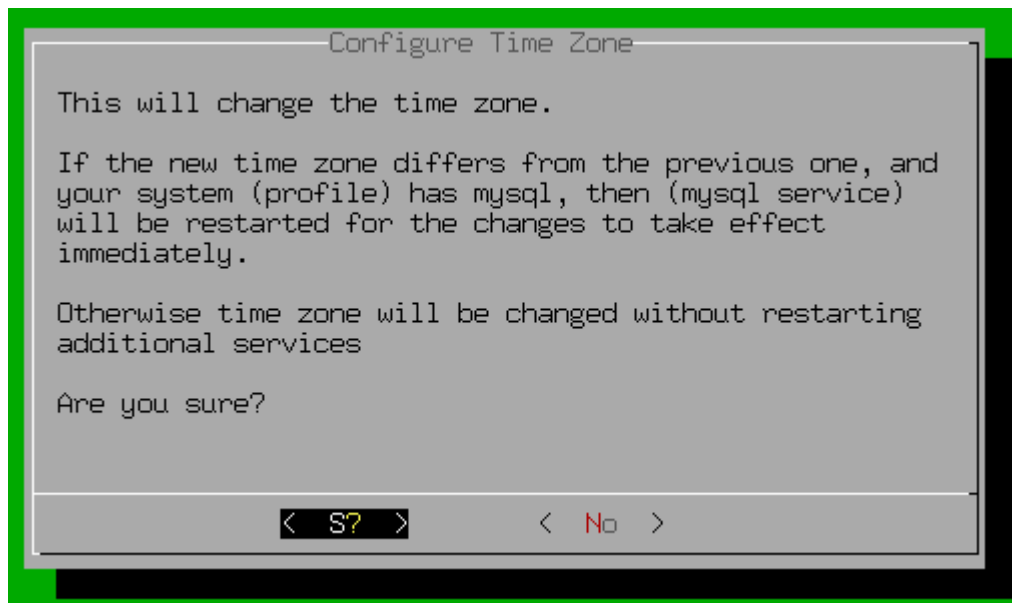 Configure Time Zone
This will change the time zone.
If the new time zone differs from the previous one, and
your system (profile) has mysql, then (mysql service)
will be restarted for the changes to take effect
immediately.
Otherwise time zone will be changed without restarting
additional services
Are you sure?
< S? > < No >